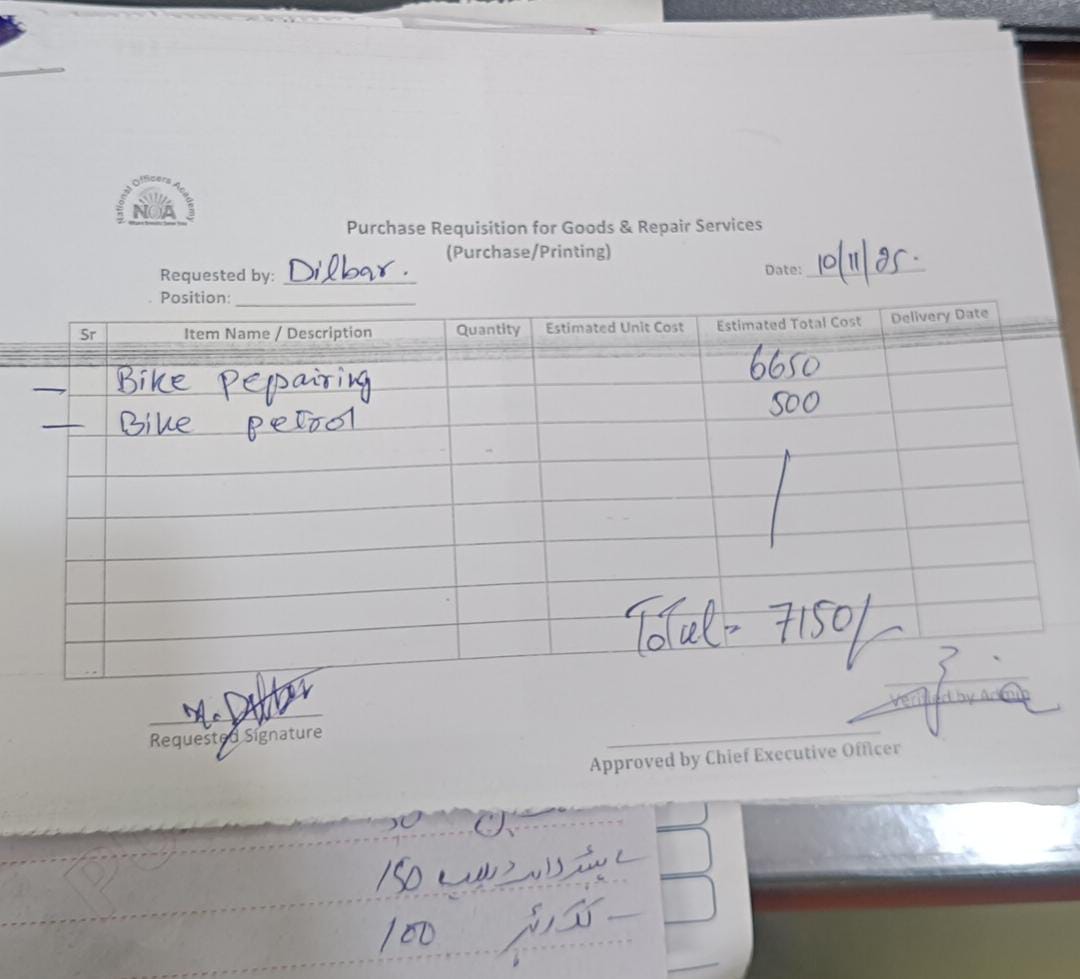 National Officers Academy
NOA
Purchase Requisition for Goods & Repair Services
(Purchase/Printing)
Requested by: Dilbar.
Date: 10/11/25.
Position:
Sr Item Name / Description Quantity Estimated Unit Cost Estimated Total Cost Delivery Date
— Bike Pepairing 6650
— Bike petrol 500
Total = 7150/-
Verified by Admin
Requested Signature
Approved by Chief Executive Officer
50
150
100